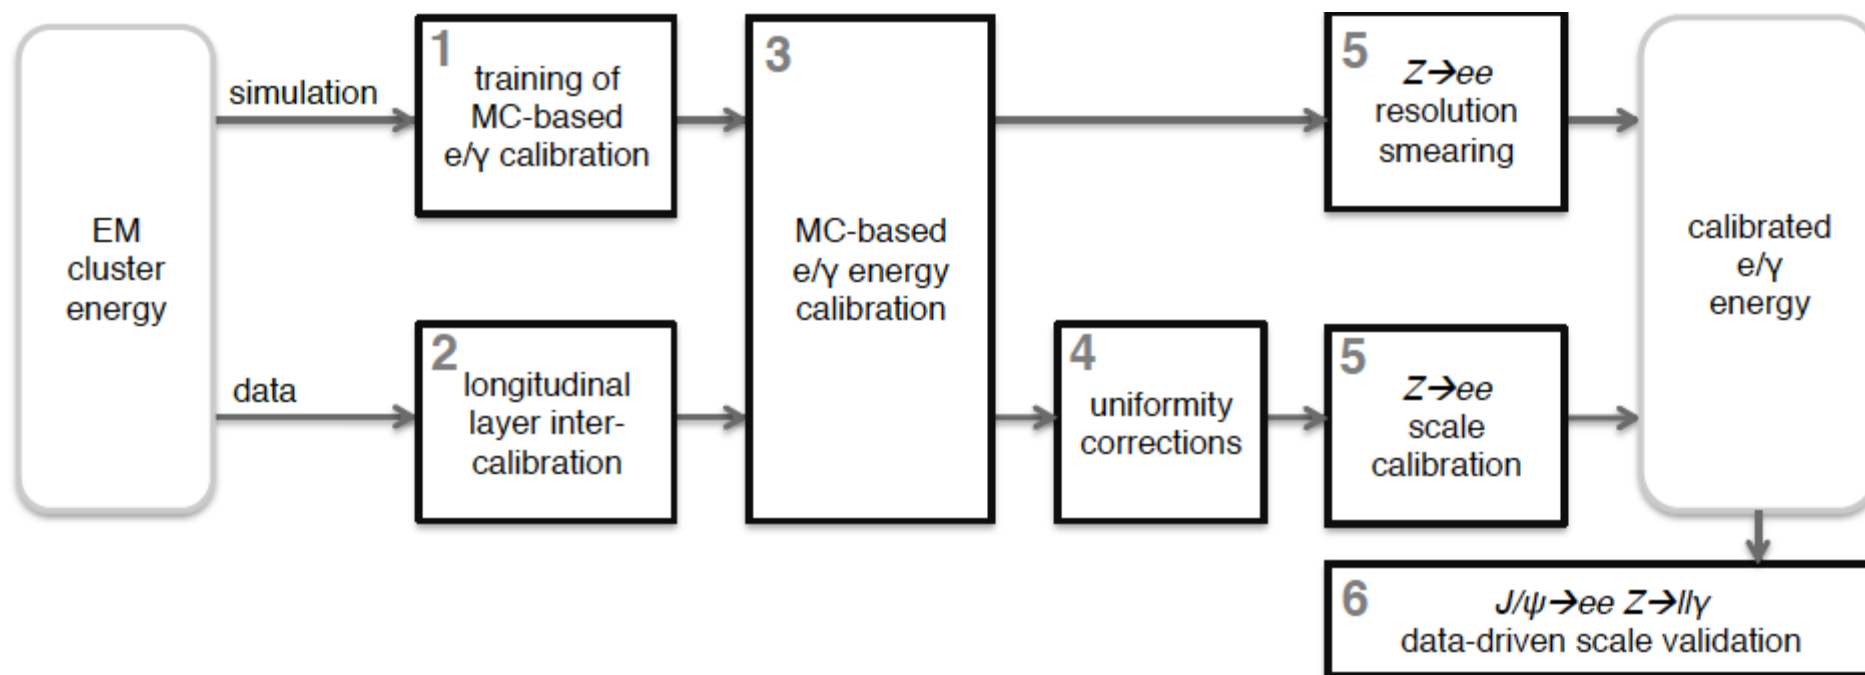 EM
cluster
energy
simulation
data
1
training of
MC-based
e/γ calibration
2
longitudinal
layer inter-
calibration
3
MC-based
e/γ energy
calibration
4
uniformity
corrections
5
Z→ee
resolution
smearing
5
Z→ee
scale
calibration
calibrated
e/γ
energy
6
J/ψ→ee Z→llγ
data-driven scale validation